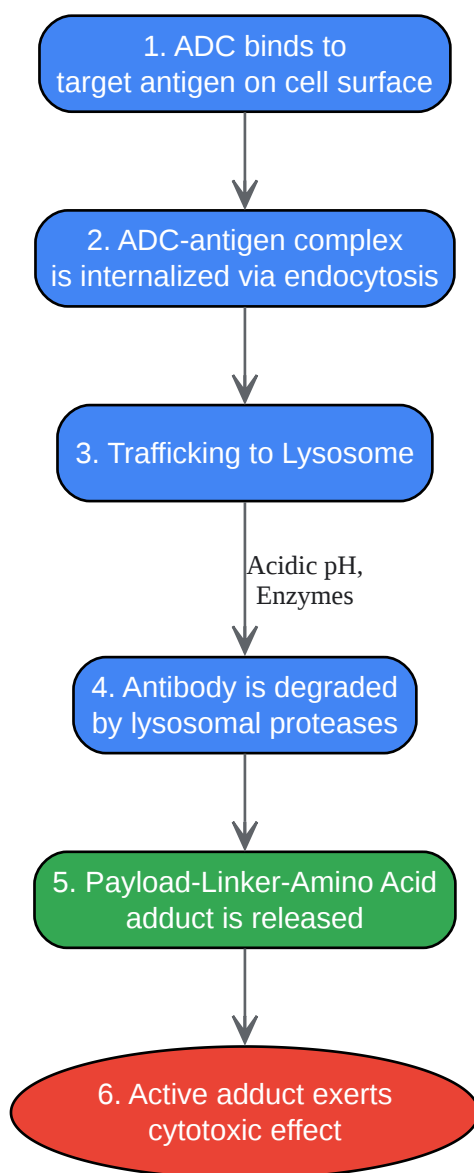 1. ADC binds to
target antigen on cell surface
2. ADC-antigen complex
is internalized via endocytosis
3. Trafficking to Lysosome
Acidic pH,
Enzymes
4. Antibody is degraded
by lysosomal proteases
5. Payload-Linker-Amino Acid
adduct is released
6. Active adduct exerts
cytotoxic effect